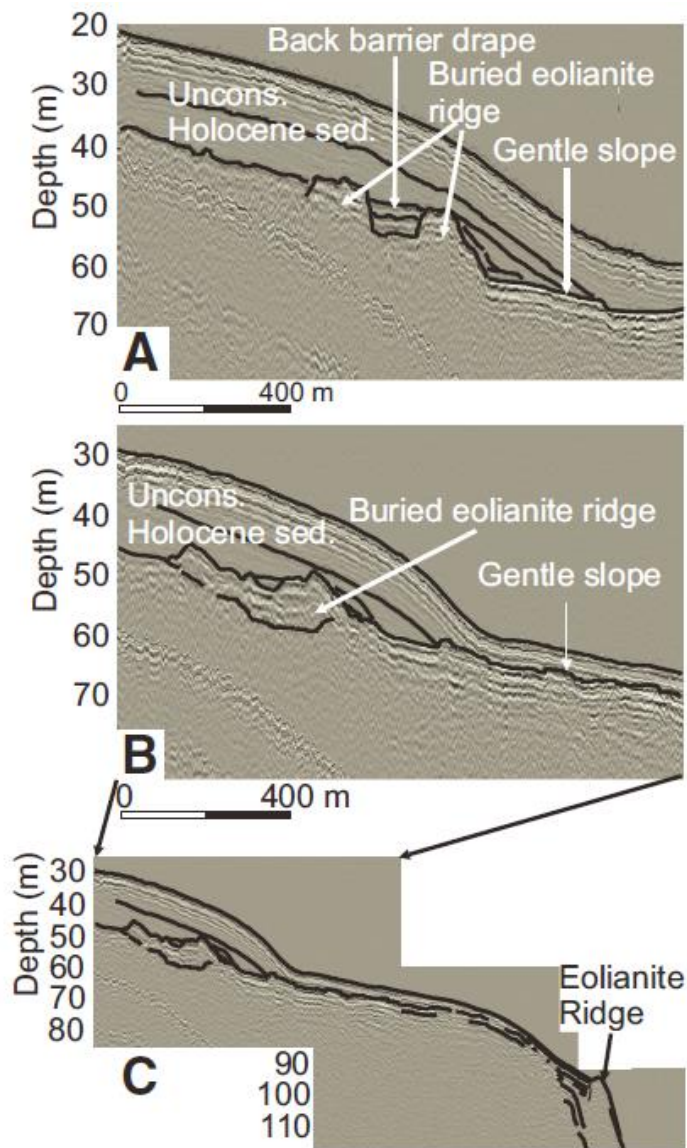 20
30
40
50
60
70
Depth (m)
Back barrier drape
Buried eolianite
ridge
Uncons.
Holocene sed.
Gentle slope
A
0 400 m
30
40
50
60
70
Depth (m)
Uncons.
Holocene sed.
Buried eolianite ridge
Gentle slope
B
0 400 m
30
40
50
60
70
80
Depth (m)
Eolianite
Ridge
C
90
100
110